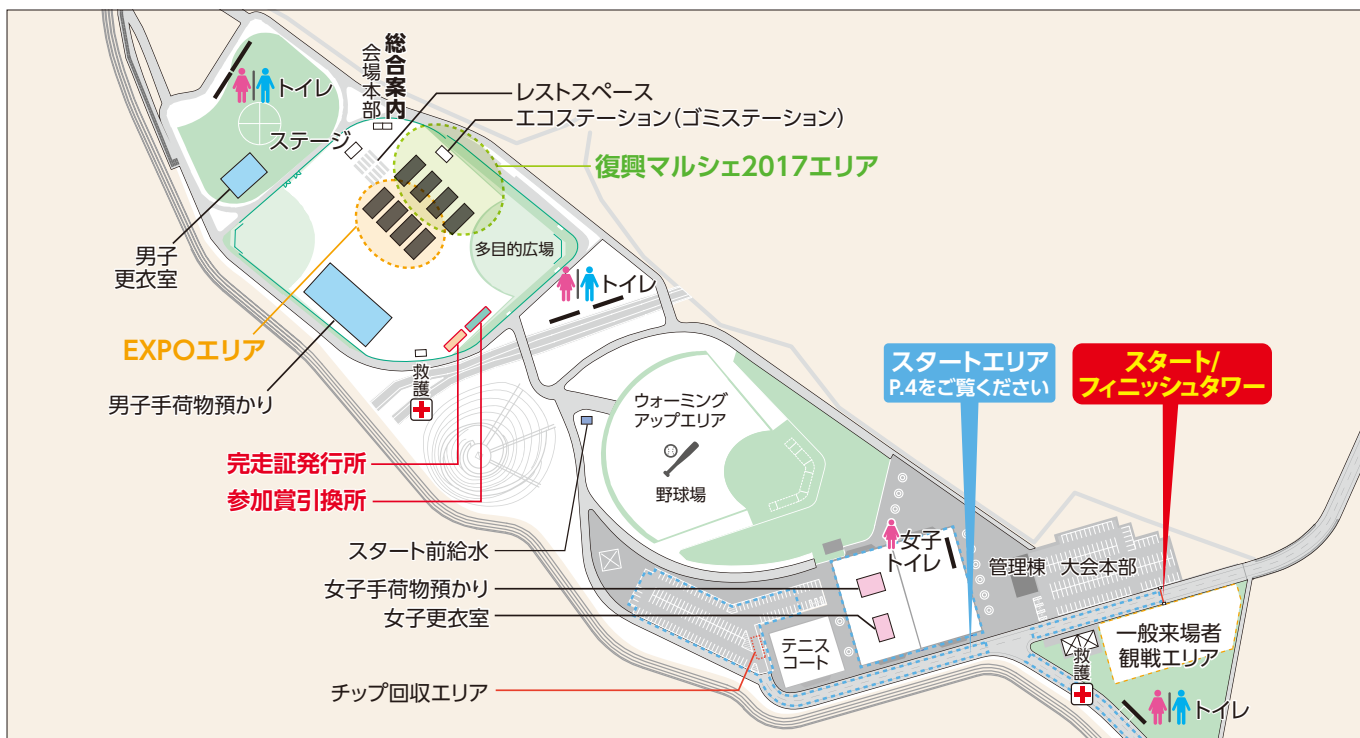 総合案内
会場本部
トイレ
ステージ
レストスペース
エコステーション(ゴミステーション)
復興マルシェ2017エリア
男子
更衣室
多目的広場
トイレ
EXPOエリア
男子手荷物預かり
救護
完走証発行所
参加賞引換所
ウォーミング
アップエリア
野球場
スタートエリア
P.4をご覧ください
スタート/
フィニッシュタワー
スタート前給水
女子手荷物預かり
女子更衣室
女子
トイレ
管理棟
大会本部
テニス
コート
チップ回収エリア
一般来場者
観戦エリア
救護
トイレ